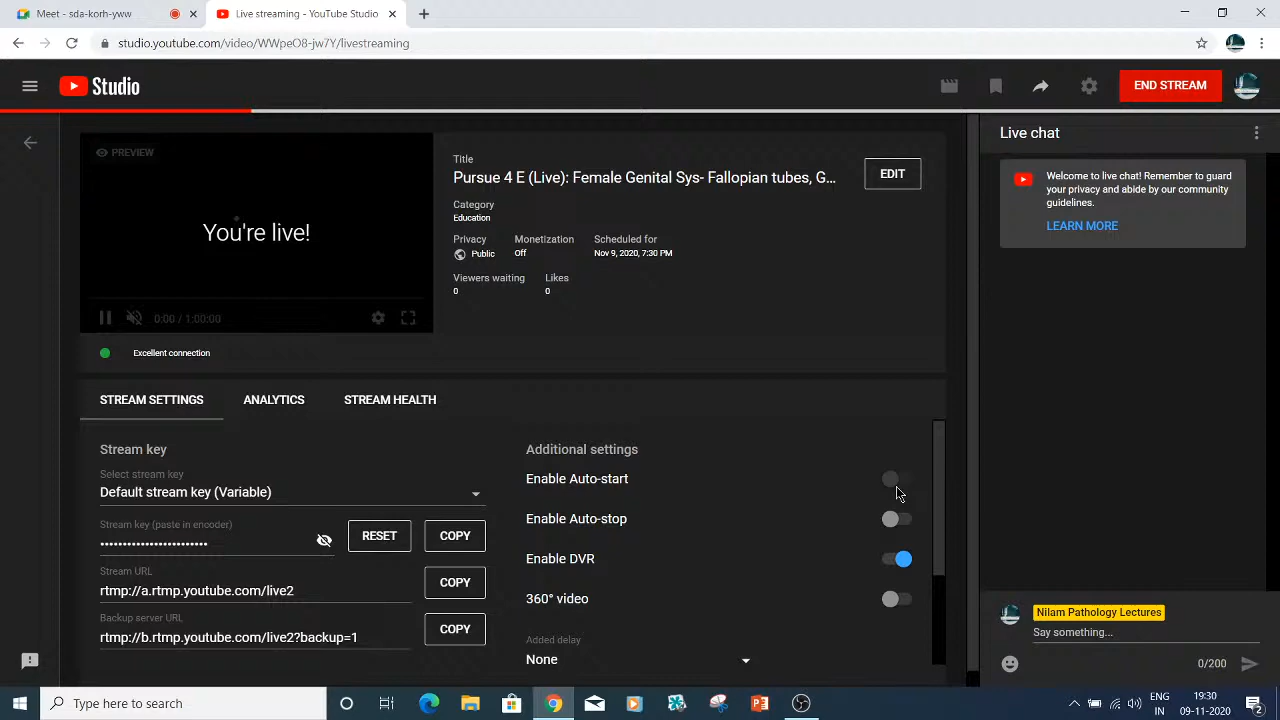 Meet - sda-korh-yww
Live streaming - YouTube Studio
studio.youtube.com/video/WWpeO8-jw7Y/livestreaming
Studio
END STREAM
PREVIEW
You're live!
0:00 / 1:00:00
Excellent connection
Title
Pursue 4 E (Live): Female Genital Sys- Fallopian tubes, G...
EDIT
Category
Education
Privacy Monetization Scheduled for
Public Off Nov 9, 2020, 7:30 PM
Viewers waiting Likes
0 0
Live chat
Welcome to live chat! Remember to guard
your privacy and abide by our community
guidelines.
LEARN MORE
STREAM SETTINGS ANALYTICS STREAM HEALTH
Stream key
Select stream key
Default stream key (Variable)
Stream key (paste in encoder)
••••••••••••••••••••••••
RESET COPY
Stream URL
rtmp://a.rtmp.youtube.com/live2
COPY
Backup server URL
rtmp://b.rtmp.youtube.com/live2?backup=1
COPY
Additional settings
Enable Auto-start
Enable Auto-stop
Enable DVR
360° video
Added delay
None
Nilam Pathology Lectures
Say something...
0/200
Type here to search
ENG
IN
19:30
09-11-2020
2